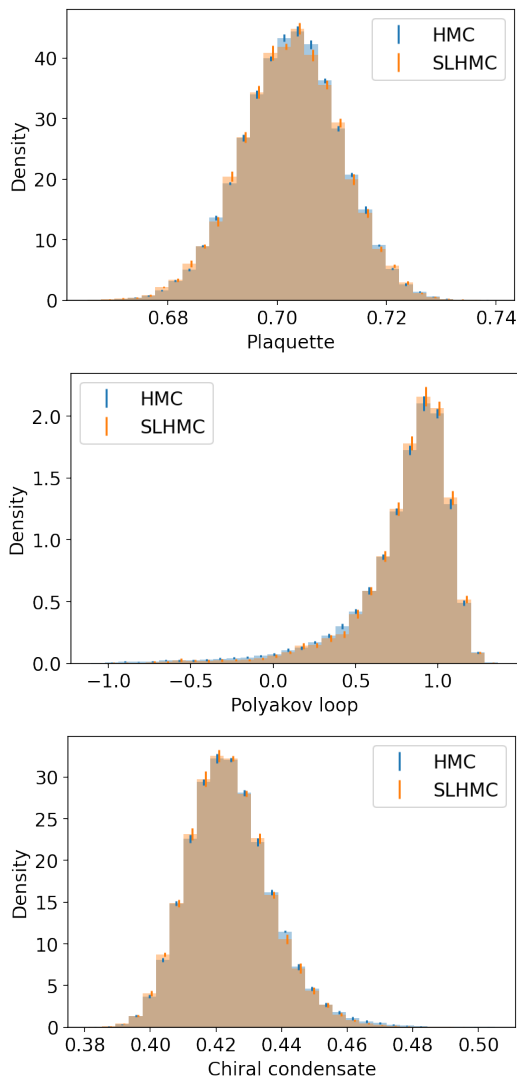 HMC
SLHMC
Density
40
30
20
10
0
0.68 0.70 0.72 0.74
Plaquette
HMC
SLHMC
Density
2.0
1.5
1.0
0.5
0.0
−1.0 −0.5 0.0 0.5 1.0
Polyakov loop
HMC
SLHMC
Density
30
25
20
15
10
5
0
0.38 0.40 0.42 0.44 0.46 0.48 0.50
Chiral condensate